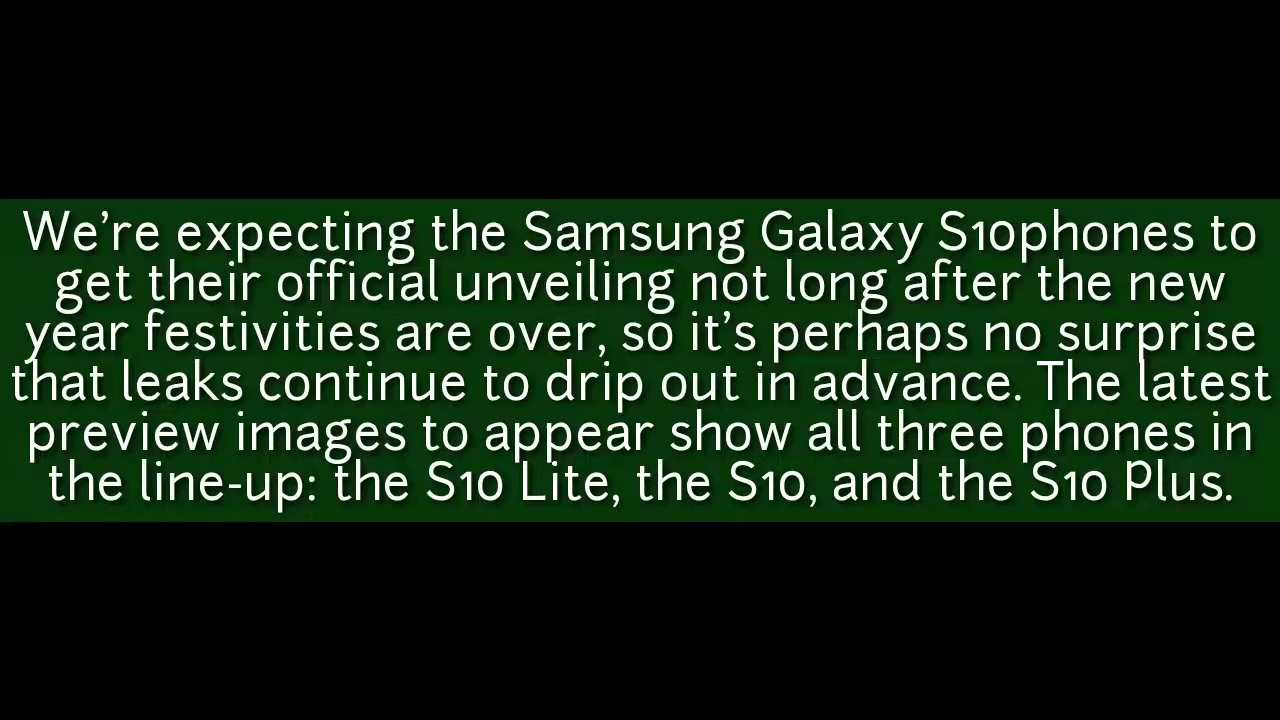 We’re expecting the Samsung Galaxy S10phones to
get their official unveiling not long after the new
year festivities are over, so it’s perhaps no surprise
that leaks continue to drip out in advance. The latest
preview images to appear show all three phones in
the line-up: the S10 Lite, the S10, and the S10 Plus.